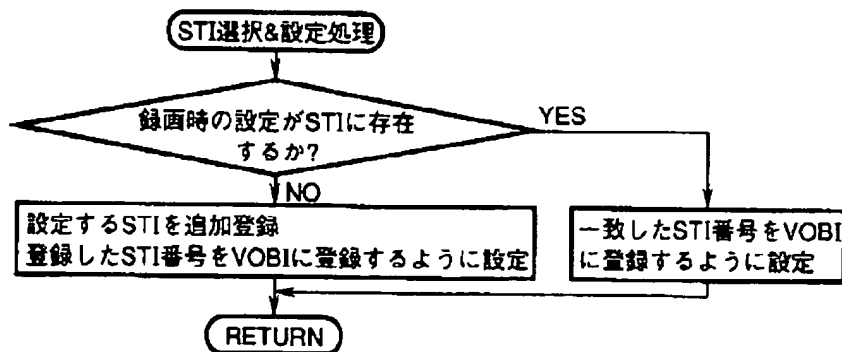 STI選択&設定処理
録画時の設定がSTIに存在
するか?
YES
NO
設定するSTIを追加登録
登録したSTI番号をVOBIに登録するように設定
一致したSTI番号をVOBI
に登録するように設定
RETURN